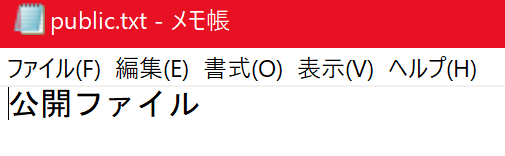 public.txt - メモ帳
ファイル(F) 編集(E) 書式(O) 表示(V) ヘルプ(H)
公開ファイル